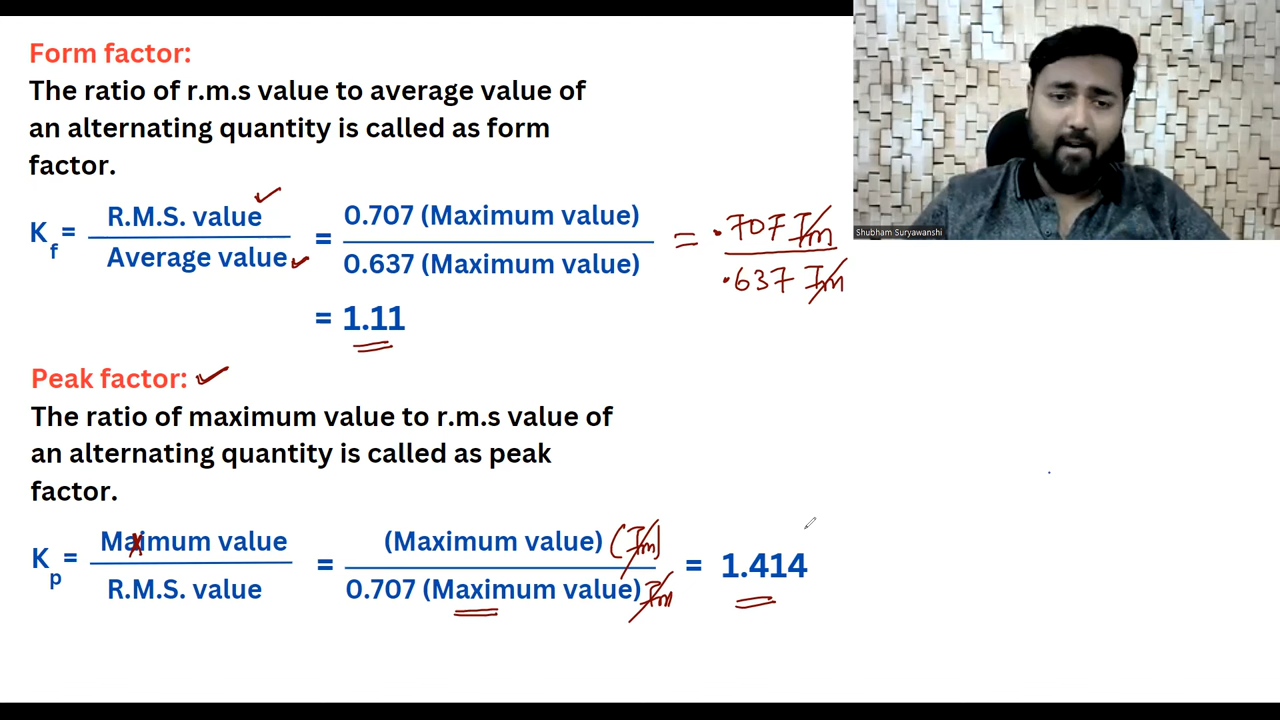 Form factor:
The ratio of r.m.s value to average value of
an alternating quantity is called as form
factor.
K f = R.M.S. value / Average value = 0.707 (Maximum value) / 0.637 (Maximum value) = .707 Im / .637 Im
= 1.11
Peak factor:
The ratio of maximum value to r.m.s value of
an alternating quantity is called as peak
factor.
K p = Maximum value / R.M.S. value = (Maximum value) (Im) / 0.707 (Maximum value) Im = 1.414
Shubham Suryawanshi